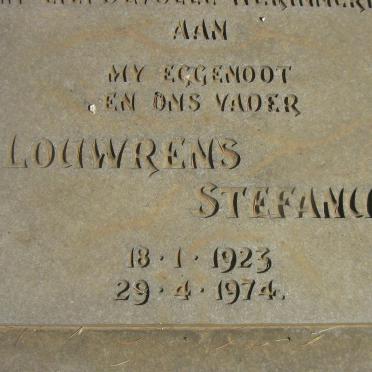 AAN
MY EGGENOOT
EN ONS VADER
LOUWRENS
STEFANU
18 · 1 · 1923
29 · 4 · 1974.